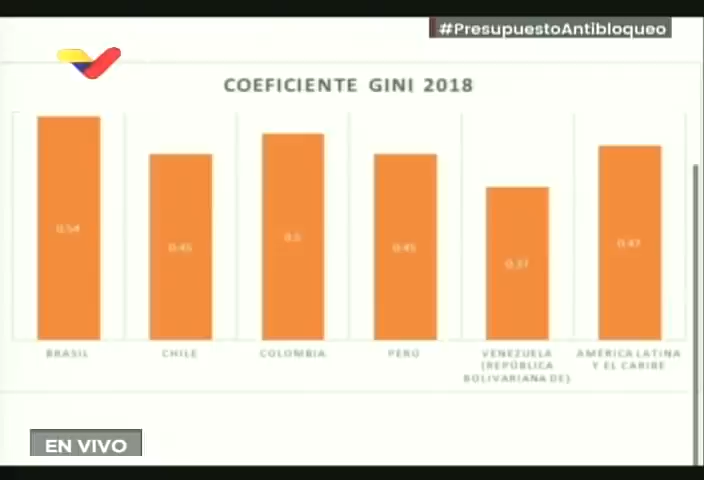 #PresupuestoAntibloqueo
COEFICIENTE GINI 2018
0.54
0.45
0.5
0.45
0.37
0.47
BRASIL
CHILE
COLOMBIA
PERÚ
VENEZUELA
(REPÚBLICA
BOLIVARIANA DE)
AMÉRICA LATINA
Y EL CARIBE
EN VIVO